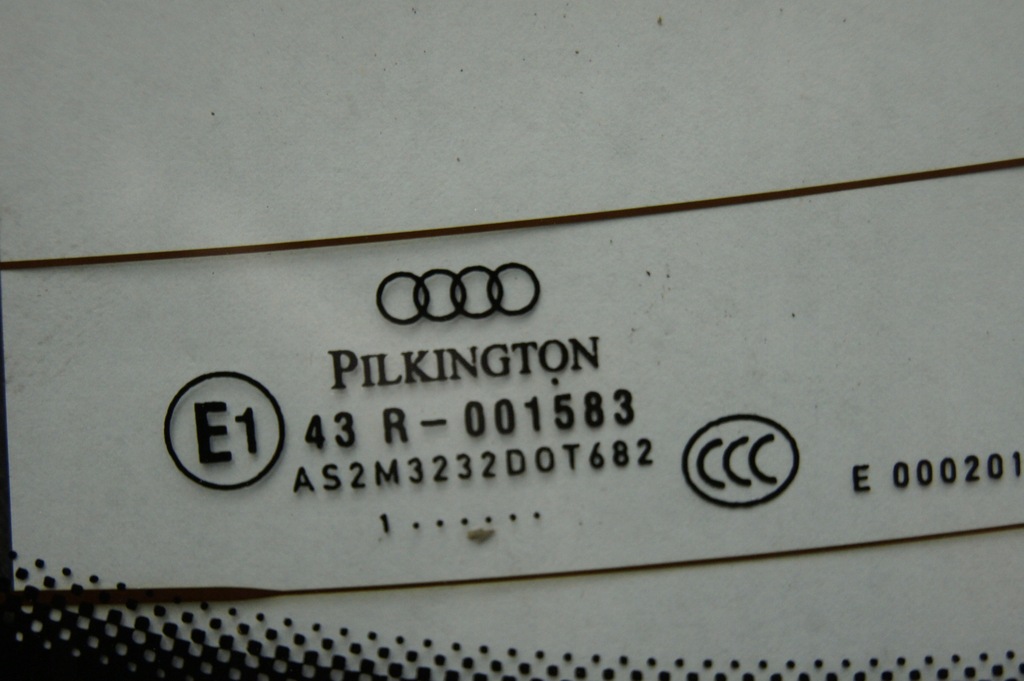 PILKINGTON
E1 43 R-001583
AS2M3232DOT682
CCC E 000201
1 . . . . . .